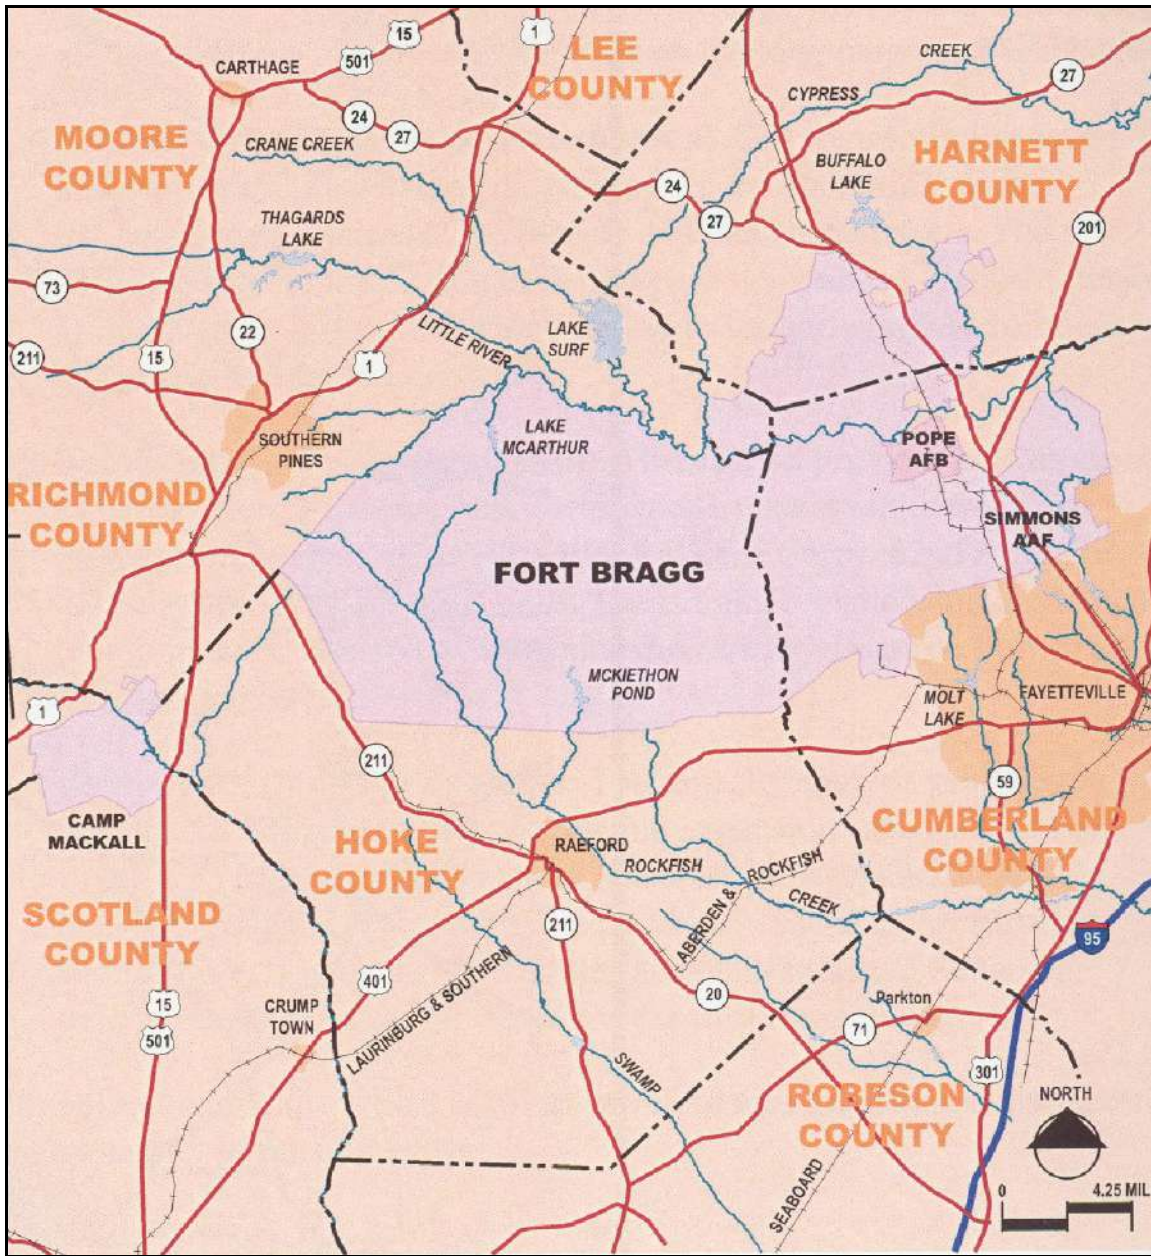 15
1
LEE
COUNTY
501
CARTHAGE
CREEK
27
CYPRESS
24
27
MOORE
COUNTY
CRANE CREEK
BUFFALO
LAKE
HARNETT
COUNTY
24
27
201
THAGARDS
LAKE
73
22
LITTLE RIVER
LAKE
SURF
211
15
1
SOUTHERN
PINES
LAKE
MCARTHUR
POPE
AFB
RICHMOND
COUNTY
SIMMONS
AAF
FORT BRAGG
MCKIETHON
POND
MOLT
LAKE
FAYETTEVILLE
1
211
59
CAMP
MACKALL
HOKE
COUNTY
RAEFORD
ROCKFISH
ABERDEN & ROCKFISH
CREEK
CUMBERLAND
COUNTY
SCOTLAND
COUNTY
211
95
401
20
15
501
CRUMP
TOWN
LAURINBURG & SOUTHERN
Parkton
71
SWAMP
301
ROBESON
COUNTY
NORTH
SEABOARD
0
4.25 MIL